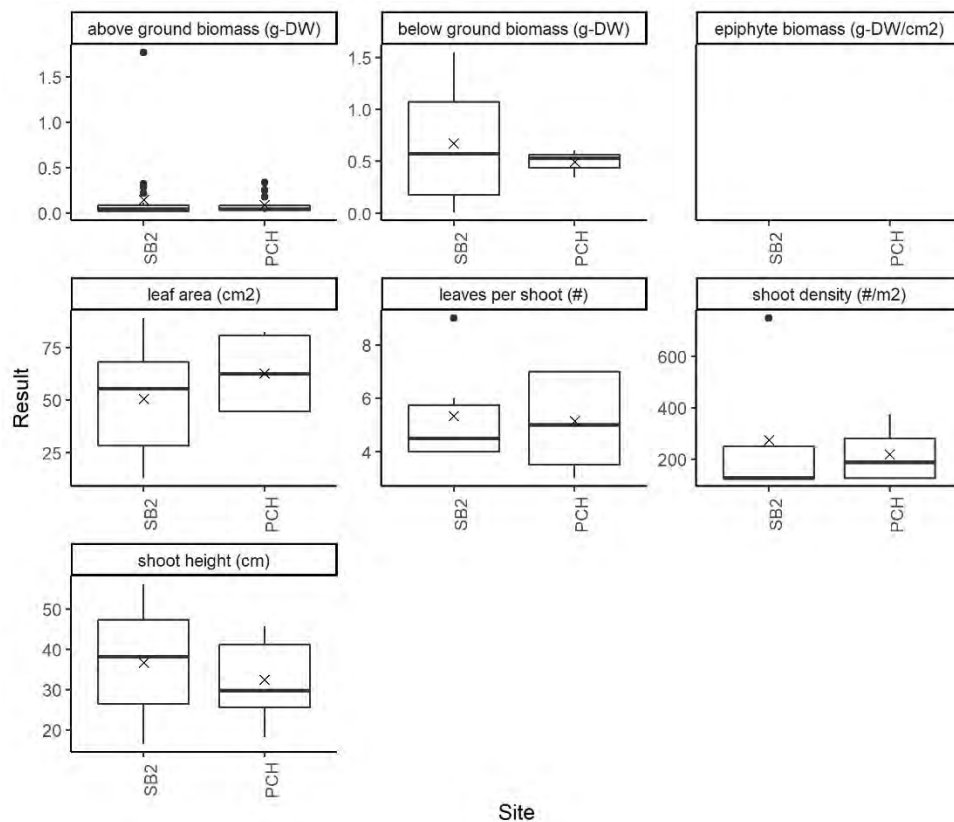 above ground biomass (g-DW)
below ground biomass (g-DW)
epiphyte biomass (g-DW/cm2)
1.5
1.0
0.5
0.0
1.5
1.0
0.5
0.0
SB2
PCH
SB2
PCH
SB2
PCH
leaf area (cm2)
leaves per shoot (#)
shoot density (#/m2)
Result
75
50
25
8
6
4
600
400
200
SB2
PCH
SB2
PCH
SB2
PCH
shoot height (cm)
50
40
30
20
SB2
PCH
Site